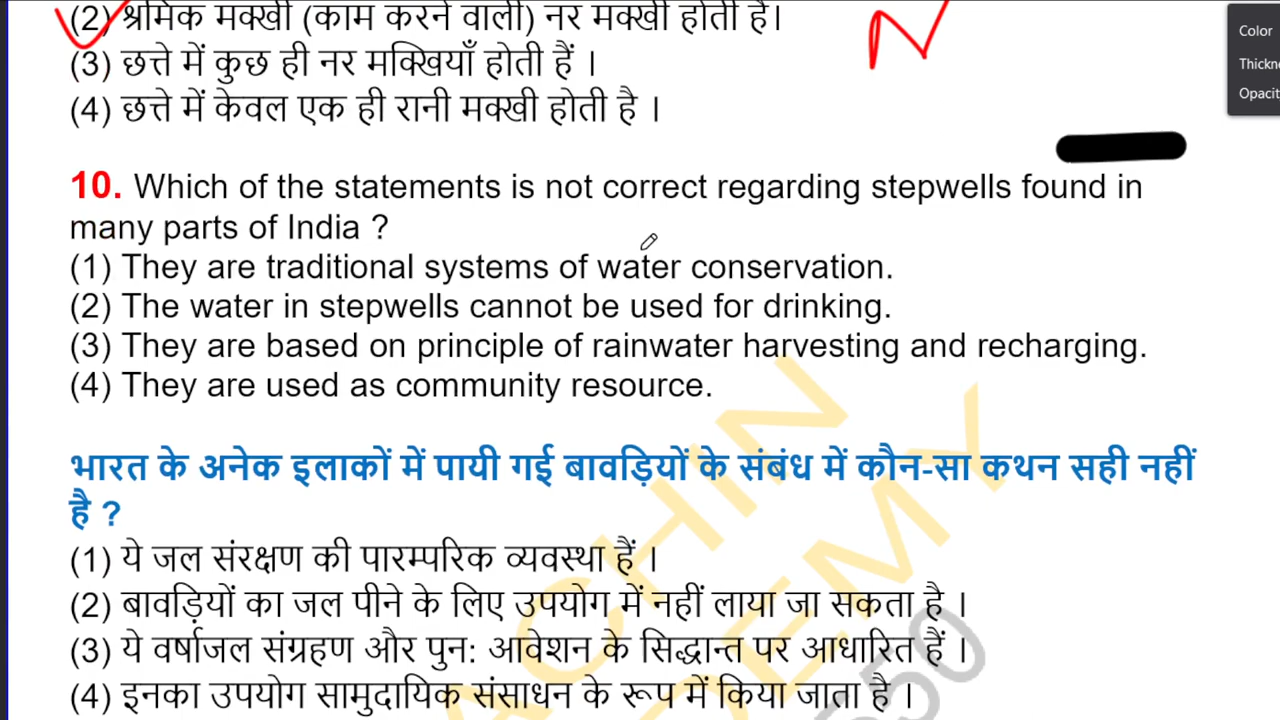 (2) श्रमिक मक्खी (काम करने वाली) नर मक्खी होती है।
(3) छत्ते में कुछ ही नर मक्खियाँ होती हैं ।
(4) छत्ते में केवल एक ही रानी मक्खी होती है ।
Color
Opacit
10. Which of the statements is not correct regarding stepwells found in
many parts of India ?
(1) They are traditional systems of water conservation.
(2) The water in stepwells cannot be used for drinking.
(3) They are based on principle of rainwater harvesting and recharging.
(4) They are used as community resource.
भारत के अनेक इलाकों में पायी गई बावड़ियों के संबंध में कौन-सा कथन सही नहीं
है ?
(1) ये जल संरक्षण की पारम्परिक व्यवस्था हैं ।
(2) बावड़ियों का जल पीने के लिए उपयोग में नहीं लाया जा सकता है ।
(3) ये वर्षाजल संग्रहण और पुन: आवेशन के सिद्धान्त पर आधारित हैं ।
(4) इनका उपयोग सामुदायिक संसाधन के रूप में किया जाता है ।